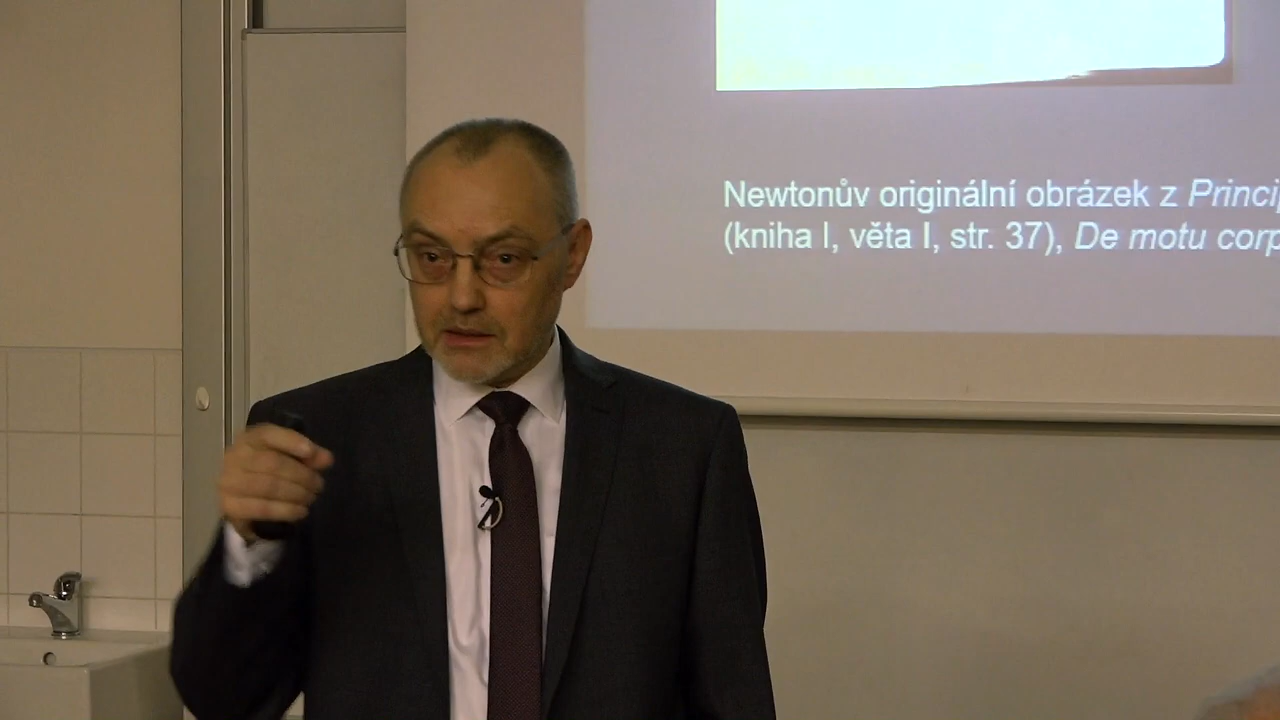 Newtonův originální obrázek z
(kniha I, věta I, str. 37), De motu